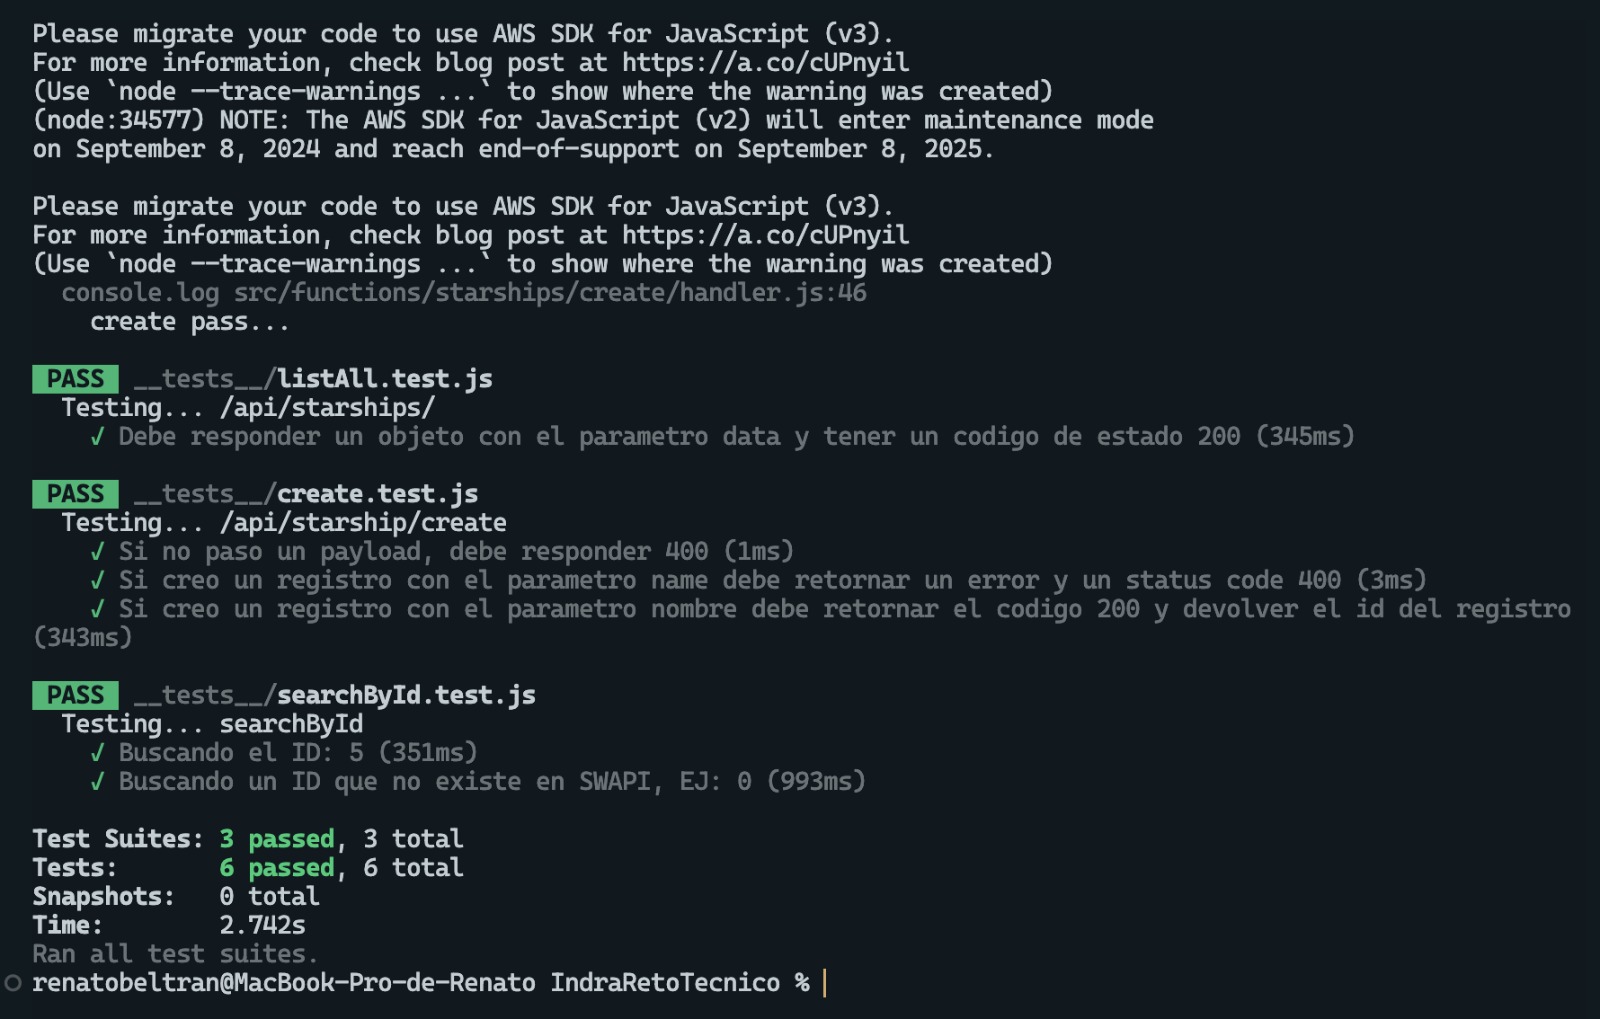 Please migrate your code to use AWS SDK for JavaScript (v3).
For more information, check blog post at https://a.co/cUPnyil
(Use `node --trace-warnings ...` to show where the warning was created)
(node:34577) NOTE: The AWS SDK for JavaScript (v2) will enter maintenance mode
on September 8, 2024 and reach end-of-support on September 8, 2025.

Please migrate your code to use AWS SDK for JavaScript (v3).
For more information, check blog post at https://a.co/cUPnyil
(Use `node --trace-warnings ...` to show where the warning was created)
  console.log src/functions/starships/create/handler.js:46
    create pass...

 PASS  __tests__/listAll.test.js
  Testing... /api/starships/
    ✓ Debe responder un objeto con el parametro data y tener un codigo de estado 200 (345ms)

 PASS  __tests__/create.test.js
  Testing... /api/starship/create
    ✓ Si no paso un payload, debe responder 400 (1ms)
    ✓ Si creo un registro con el parametro name debe retornar un error y un status code 400 (3ms)
    ✓ Si creo un registro con el parametro nombre debe retornar el codigo 200 y devolver el id del registro
(343ms)

 PASS  __tests__/searchById.test.js
  Testing... searchById
    ✓ Buscando el ID: 5 (351ms)
    ✓ Buscando un ID que no existe en SWAPI, EJ: 0 (993ms)

Test Suites: 3 passed, 3 total
Tests:       6 passed, 6 total
Snapshots:   0 total
Time:        2.742s
Ran all test suites.
renatobeltran@MacBook-Pro-de-Renato IndraRetoTecnico %